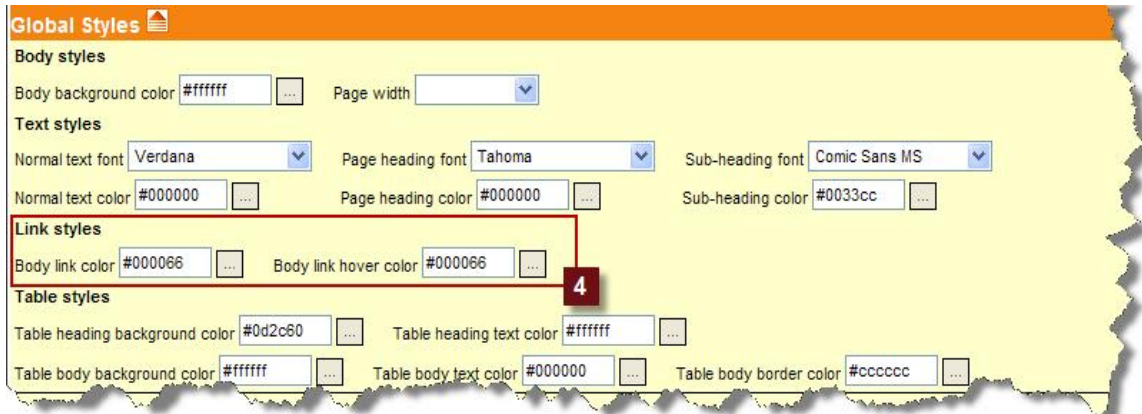 Global Styles
Body styles
Body background color #ffffff ... Page width
Text styles
Normal text font Verdana Page heading font Tahoma Sub-heading font Comic Sans MS
Normal text color #000000 ... Page heading color #000000 ... Sub-heading color #0033cc ...
Link styles
Body link color #000066 ... Body link hover color #000066 ...
4
Table styles
Table heading background color #0d2c60 ... Table heading text color #ffffff ...
Table body background color #ffffff ... Table body text color #000000 ... Table body border color #cccccc ...